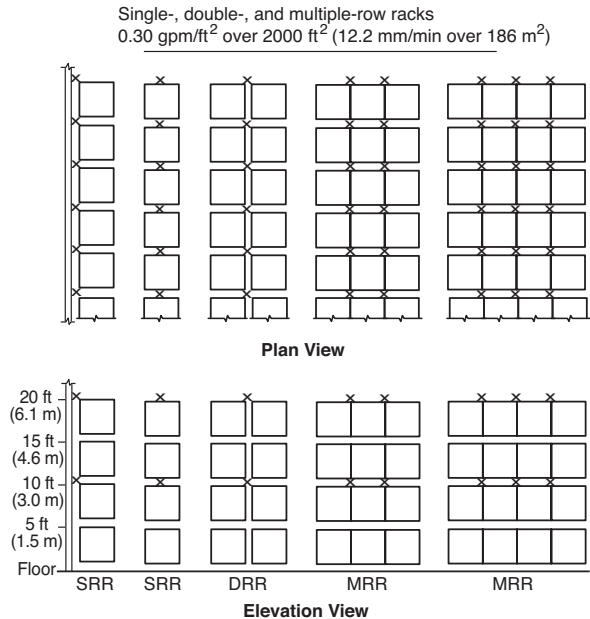 Single-, double-, and multiple-row racks
0.30 gpm/ft² over 2000 ft² (12.2 mm/min over 186 m²)
Plan View
20 ft
(6.1 m)
15 ft
(4.6 m)
10 ft
(3.0 m)
5 ft
(1.5 m)
Floor
SRR SRR DRR MRR MRR
Elevation View